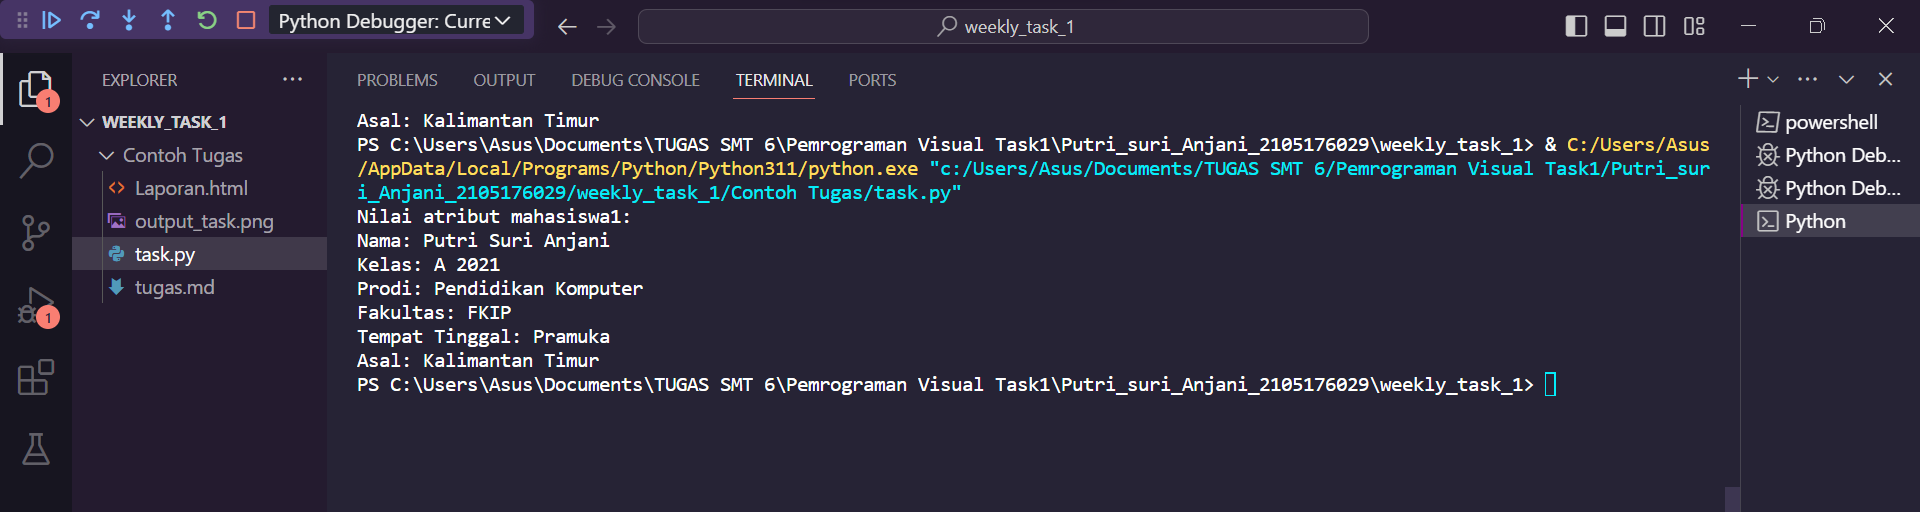 Python Debugger: Curre
weekly_task_1
EXPLORER
WEEKLY_TASK_1
Contoh Tugas
Laporan.html
output_task.png
task.py
tugas.md
1
1
PROBLEMS OUTPUT DEBUG CONSOLE TERMINAL PORTS
Asal: Kalimantan Timur
PS C:\Users\Asus\Documents\TUGAS SMT 6\Pemrograman Visual Task1\Putri_suri_Anjani_2105176029\weekly_task_1> & C:/Users/Asus
/AppData/Local/Programs/Python/Python311/python.exe "c:/Users/Asus/Documents/TUGAS SMT 6/Pemrograman Visual Task1/Putri_sur
i_Anjani_2105176029/weekly_task_1/Contoh Tugas/task.py"
Nilai atribut mahasiswa1:
Nama: Putri Suri Anjani
Kelas: A 2021
Prodi: Pendidikan Komputer
Fakultas: FKIP
Tempat Tinggal: Pramuka
Asal: Kalimantan Timur
PS C:\Users\Asus\Documents\TUGAS SMT 6\Pemrograman Visual Task1\Putri_suri_Anjani_2105176029\weekly_task_1>
powershell
Python Deb...
Python Deb...
Python